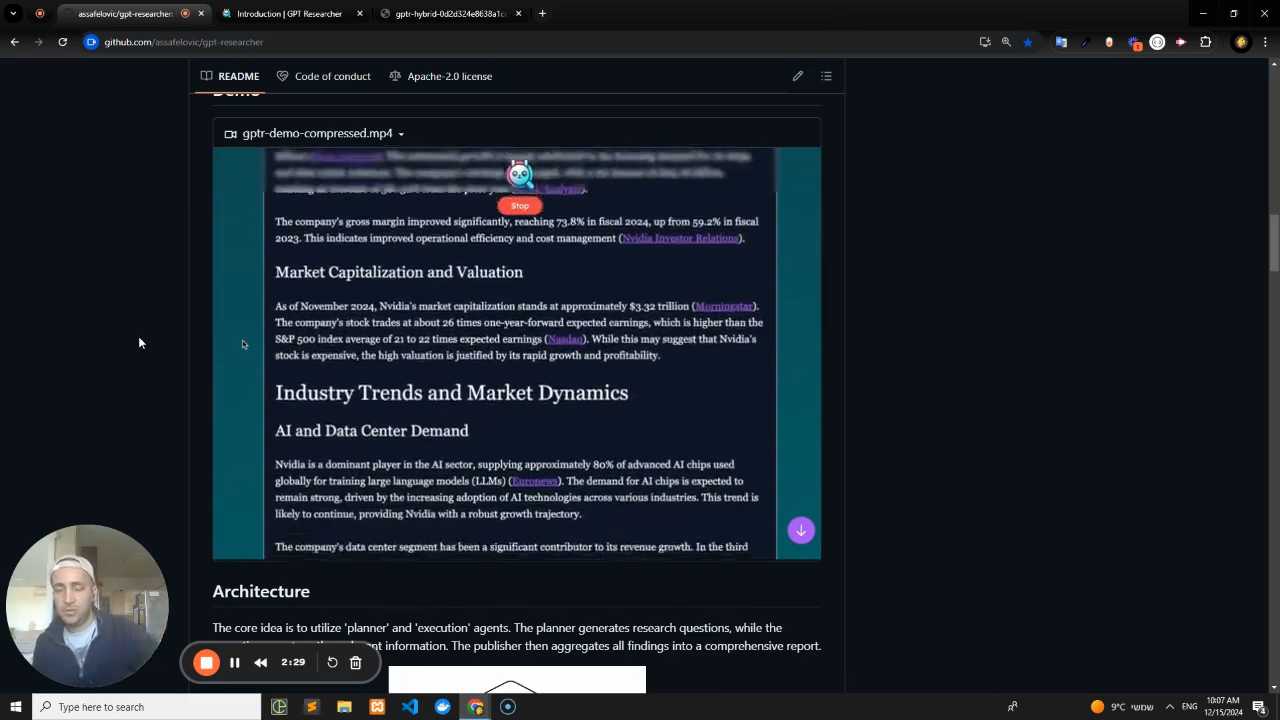 assafelovic/gpt-researcher:
Introduction | GPT Researcher
gptr-hybrid-0d2d324e8638a1c
github.com/assafelovic/gpt-researcher
README
Code of conduct
Apache-2.0 license
Demo
gptr-demo-compressed.mp4
Stop
The company's gross margin improved significantly, reaching 73.8% in fiscal 2024, up from 59.2% in fiscal
2023. This indicates improved operational efficiency and cost management (Nvidia Investor Relations).
Market Capitalization and Valuation
As of November 2024, Nvidia's market capitalization stands at approximately $3.32 trillion (Morningstar).
The company's stock trades at about 26 times one-year-forward expected earnings, which is higher than the
S&P 500 index average of 21 to 22 times expected earnings (Nasdaq). While this may suggest that Nvidia's
stock is expensive, the high valuation is justified by its rapid growth and profitability.
Industry Trends and Market Dynamics
AI and Data Center Demand
Nvidia is a dominant player in the AI sector, supplying approximately 80% of advanced AI chips used
globally for training large language models (LLMs) (Euronews). The demand for AI chips is expected to
remain strong, driven by the increasing adoption of AI technologies across various industries. This trend is
likely to continue, providing Nvidia with a robust growth trajectory.
The company's data center segment has been a significant contributor to its revenue growth. In the third
Architecture
The core idea is to utilize 'planner' and 'execution' agents. The planner generates research questions, while the
information. The publisher then aggregates all findings into a comprehensive report.
2:29
Type here to search
9°C שמשי
ENG
10:07 AM
12/15/2024
4